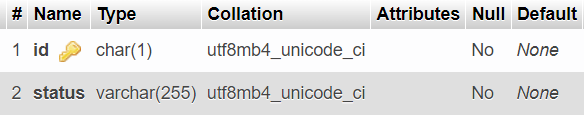 # Name Type Collation Attributes Null Default
1 id char(1) utf8mb4_unicode_ci No None
2 status varchar(255) utf8mb4_unicode_ci No None